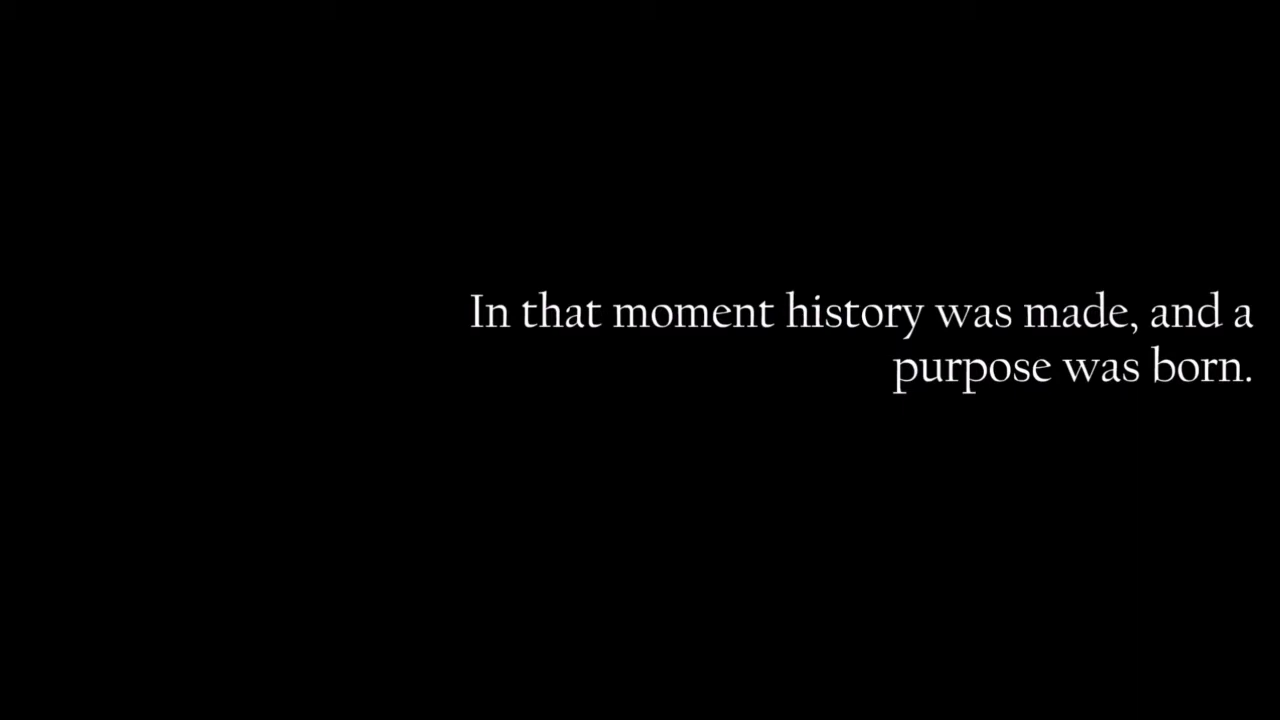 In that moment history was made, and a
purpose was born.